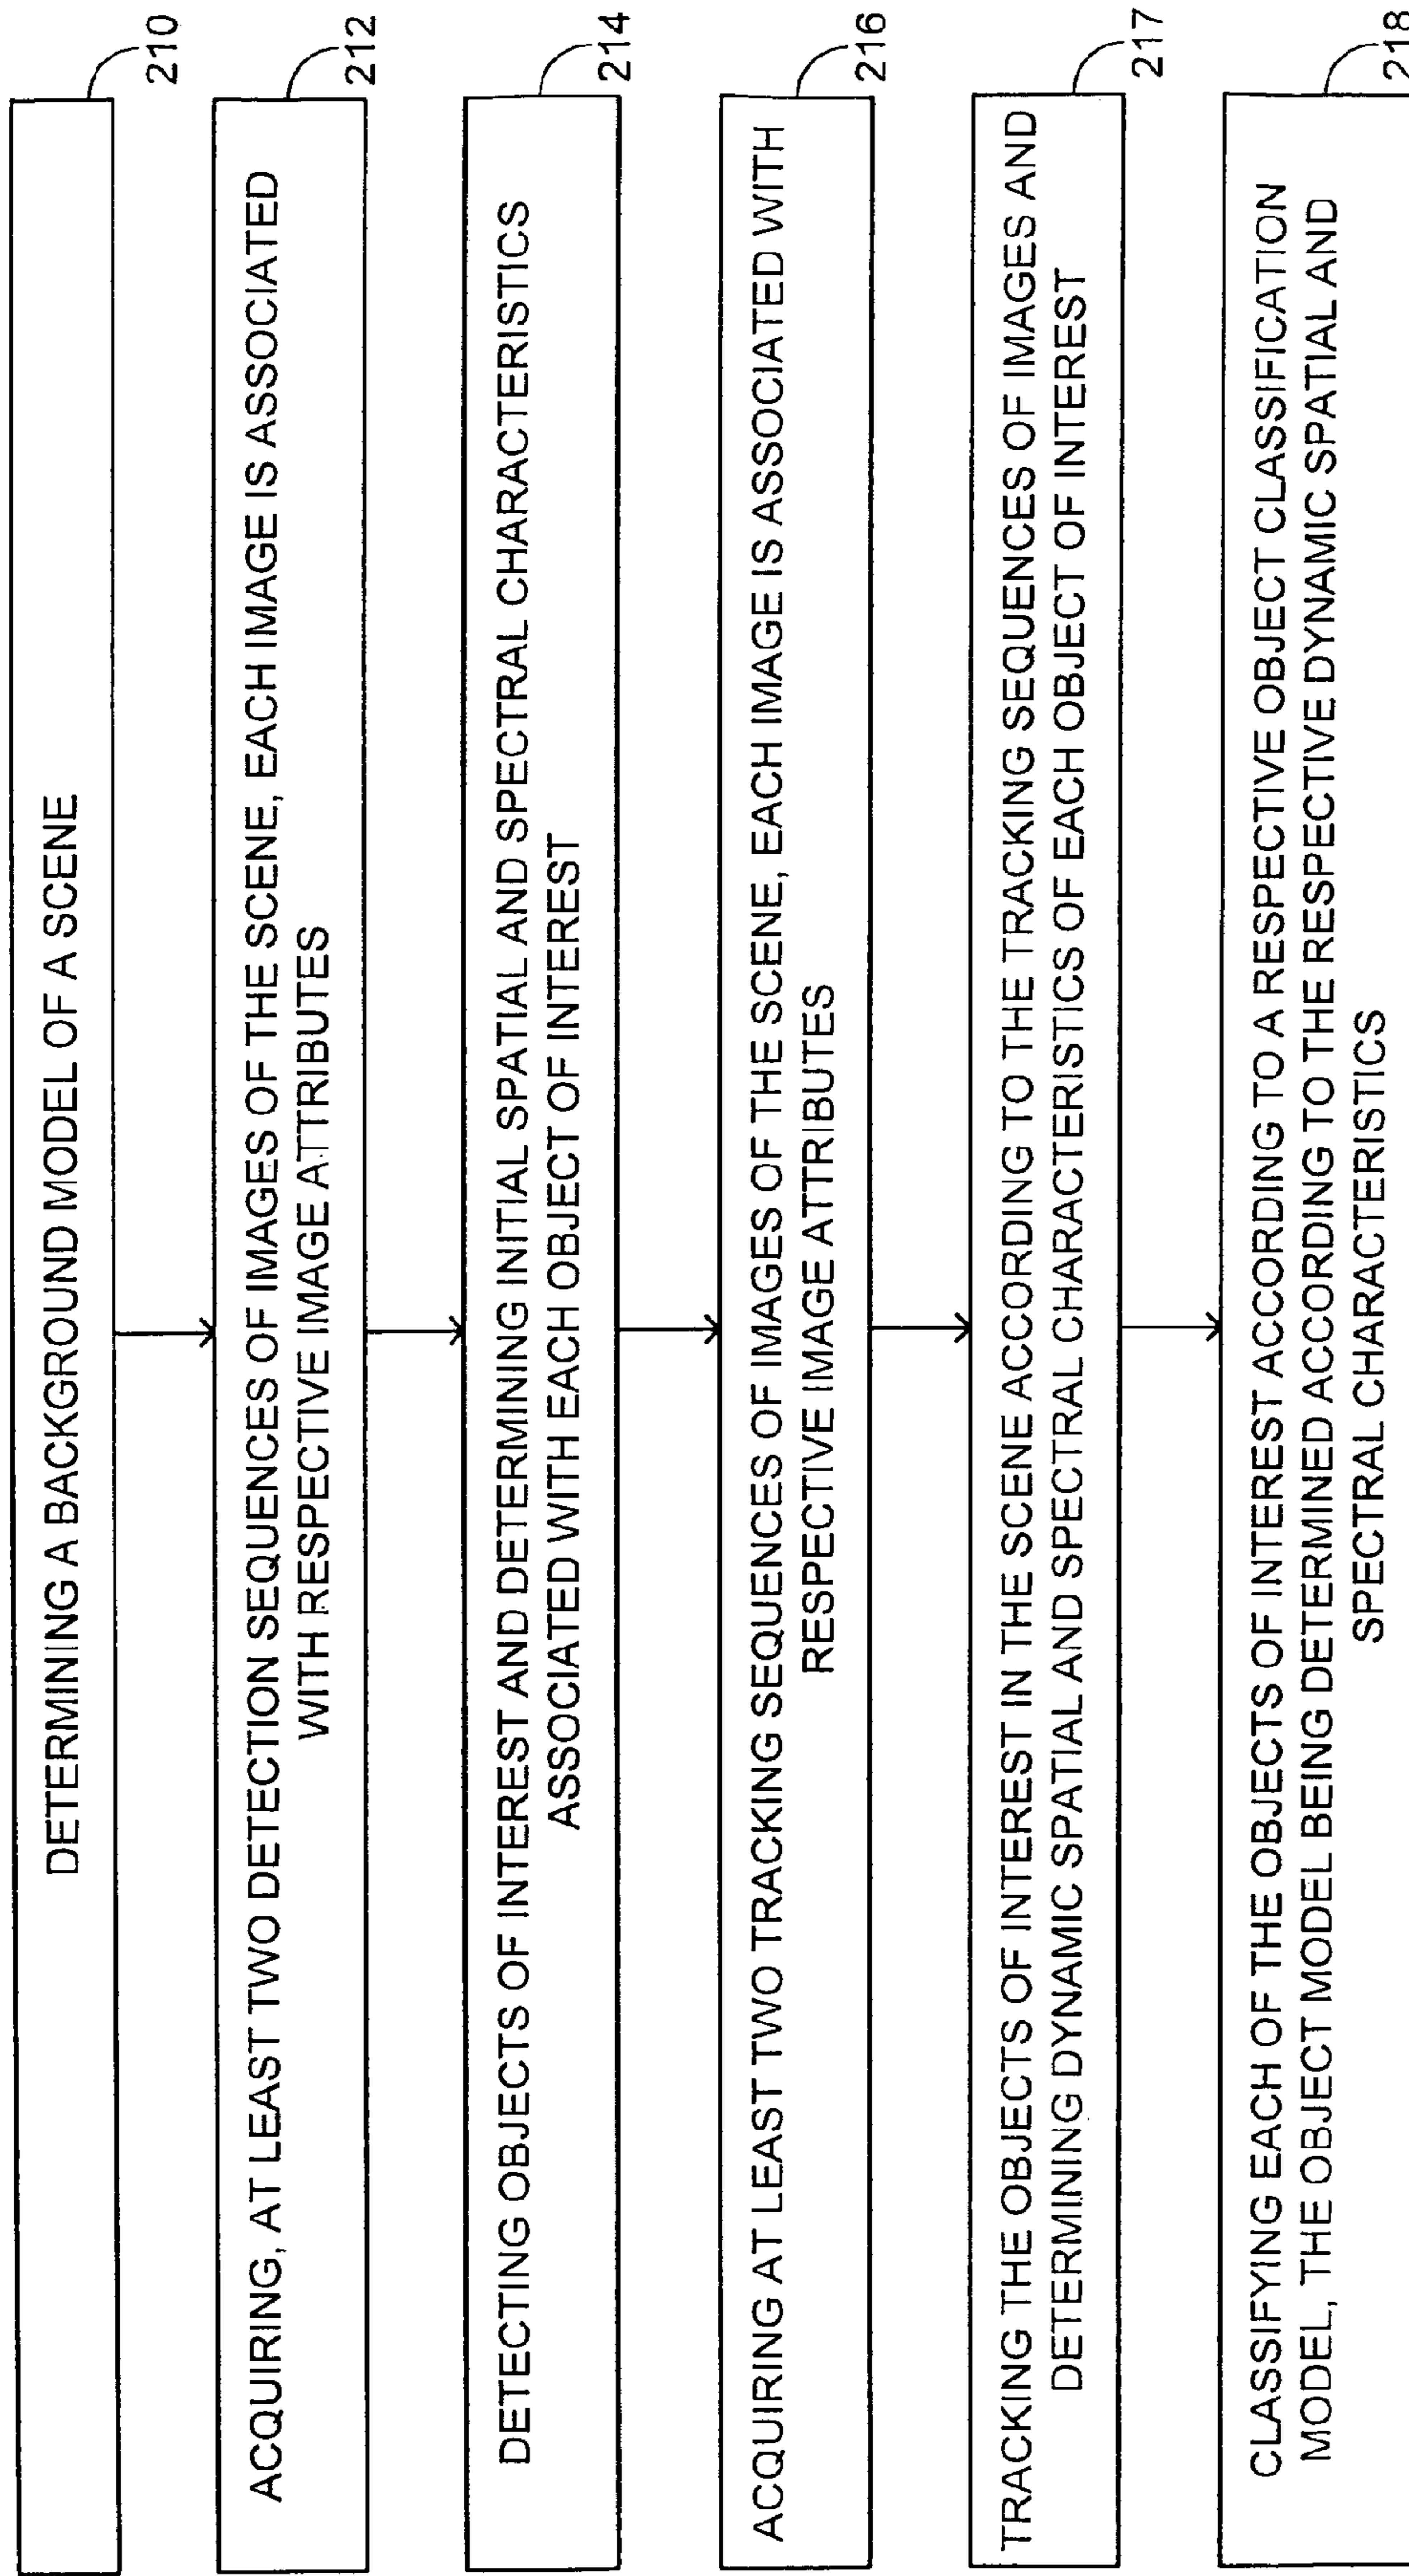 DETERMINING A BACKGROUND MODEL OF A SCENE
210
ACQUIRING, AT LEAST TWO DETECTION SEQUENCES OF IMAGES OF THE SCENE, EACH IMAGE IS ASSOCIATED
WITH RESPECTIVE IMAGE ATTRIBUTES
212
DETECTING OBJECTS OF INTEREST AND DETERMINING INITIAL SPATIAL AND SPECTRAL CHARACTERISTICS
ASSOCIATED WITH EACH OBJECT OF INTEREST
214
ACQUIRING AT LEAST TWO TRACKING SEQUENCES OF IMAGES OF THE SCENE, EACH IMAGE IS ASSOCIATED WITH
RESPECTIVE IMAGE ATTRIBUTES
216
TRACKING THE OBJECTS OF INTEREST IN THE SCENE ACCORDING TO THE TRACKING SEQUENCES OF IMAGES AND
DETERMINING DYNAMIC SPATIAL AND SPECTRAL CHARACTERISTICS OF EACH OBJECT OF INTEREST
217
CLASSIFYING EACH OF THE OBJECTS OF INTEREST ACCORDING TO A RESPECTIVE OBJECT CLASSIFICATION
MODEL, THE OBJECT MODEL BEING DETERMINED ACCORDING TO THE RESPECTIVE DYNAMIC SPATIAL AND
SPECTRAL CHARACTERISTICS
218